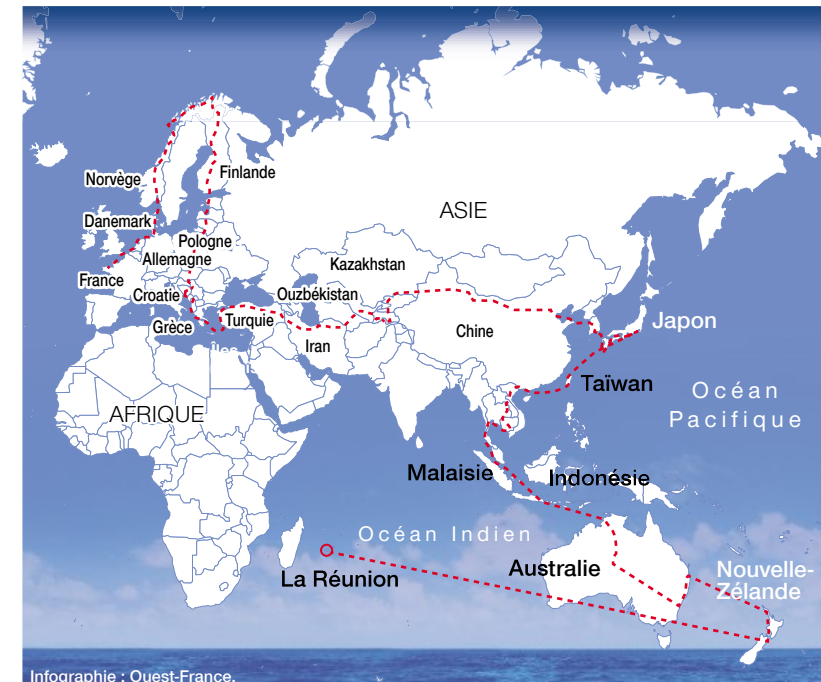 Norvège
Finlande
Danemark
ASIE
Pologne
Allemagne
Kazakhstan
France
Croatie
Ouzbékistan
Grèce
Turquie
Iran
Chine
Japon
Îles
Taïwan
Océan
Pacifique
AFRIQUE
Malaisie
Indonésie
Océan Indien
La Réunion
Australie
Nouvelle-
Zélande
Infographie : Ouest-France.